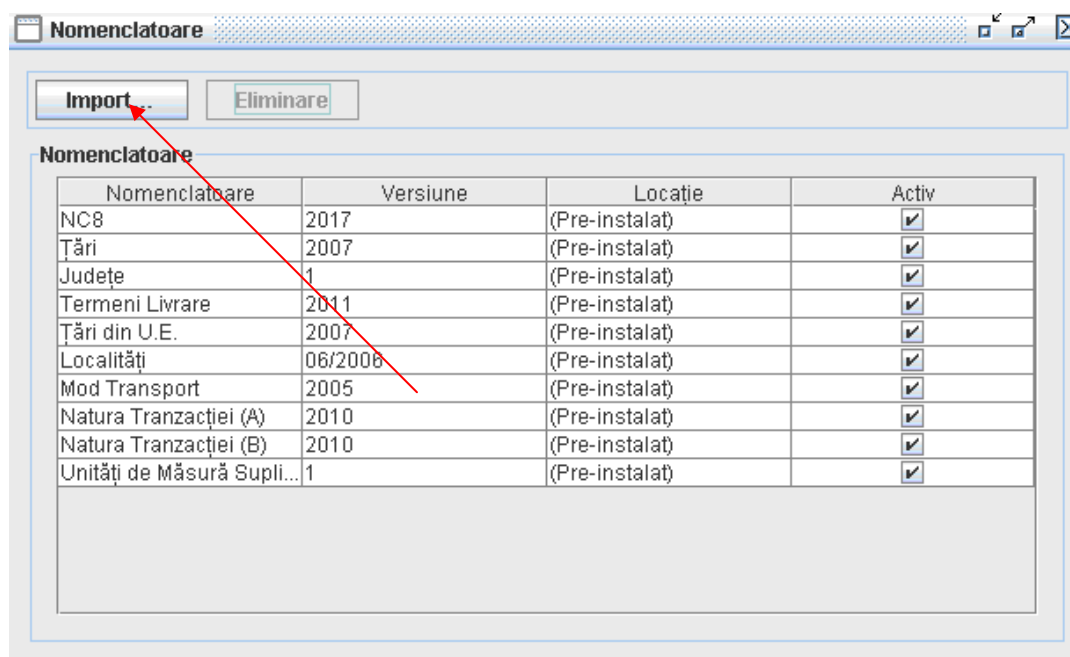 Nomenclatoare
Import... Eliminare
Nomenclatoare
Nomenclatoare Versiune Locație Activ
NC8 2017 (Pre-instalat)
Țări 2007 (Pre-instalat)
Județe 1 (Pre-instalat)
Termeni Livrare 2011 (Pre-instalat)
Țări din U.E. 2007 (Pre-instalat)
Localități 06/2006 (Pre-instalat)
Mod Transport 2005 (Pre-instalat)
Natura Tranzacției (A) 2010 (Pre-instalat)
Natura Tranzacției (B) 2010 (Pre-instalat)
Unități de Măsură Supli... 1 (Pre-instalat)